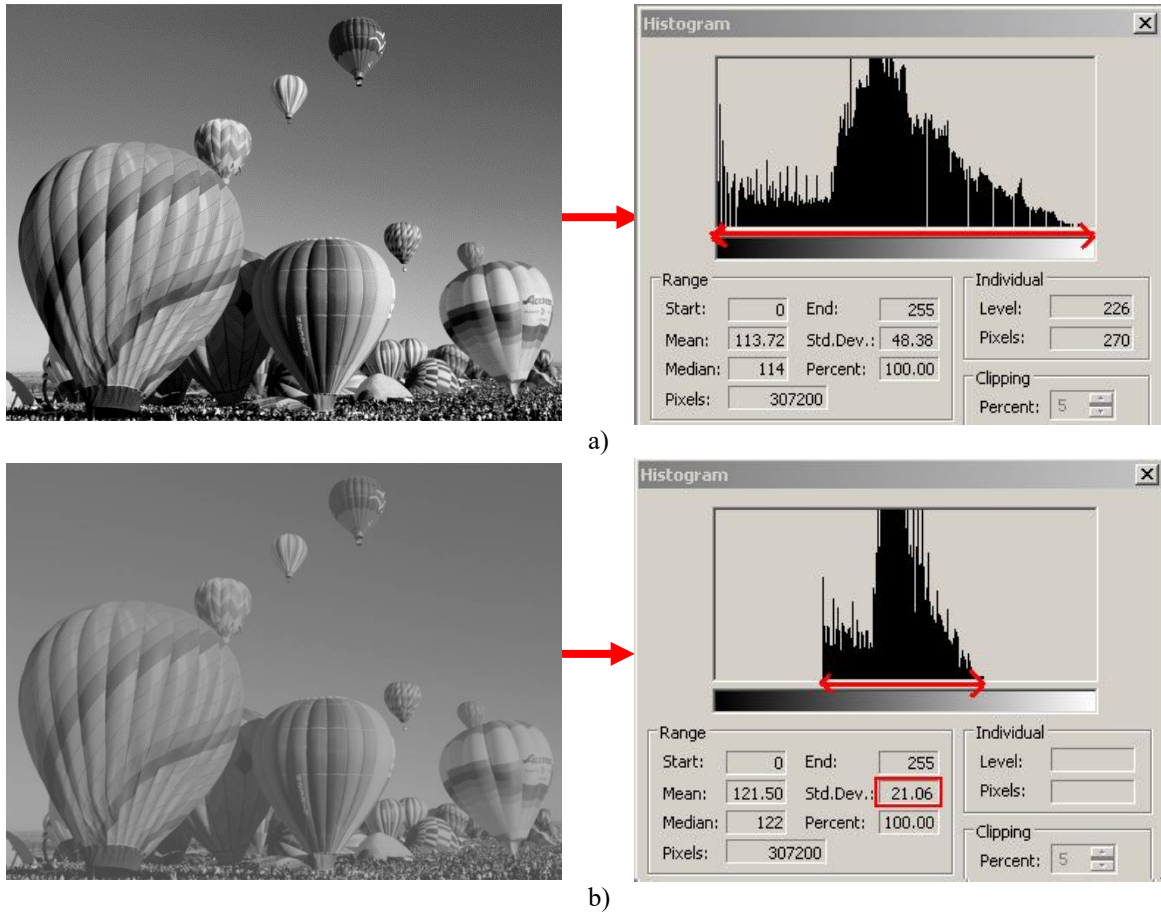 Histogram
Range
Start: 0 End: 255
Mean: 113.72 Std.Dev.: 48.38
Median: 114 Percent: 100.00
Pixels: 307200
Individual
Level: 226
Pixels: 270
Clipping
Percent: 5
a)
Histogram
Range
Start: 0 End: 255
Mean: 121.50 Std.Dev.: 21.06
Median: 122 Percent: 100.00
Pixels: 307200
Individual
Level:
Pixels:
Clipping
Percent: 5
b)